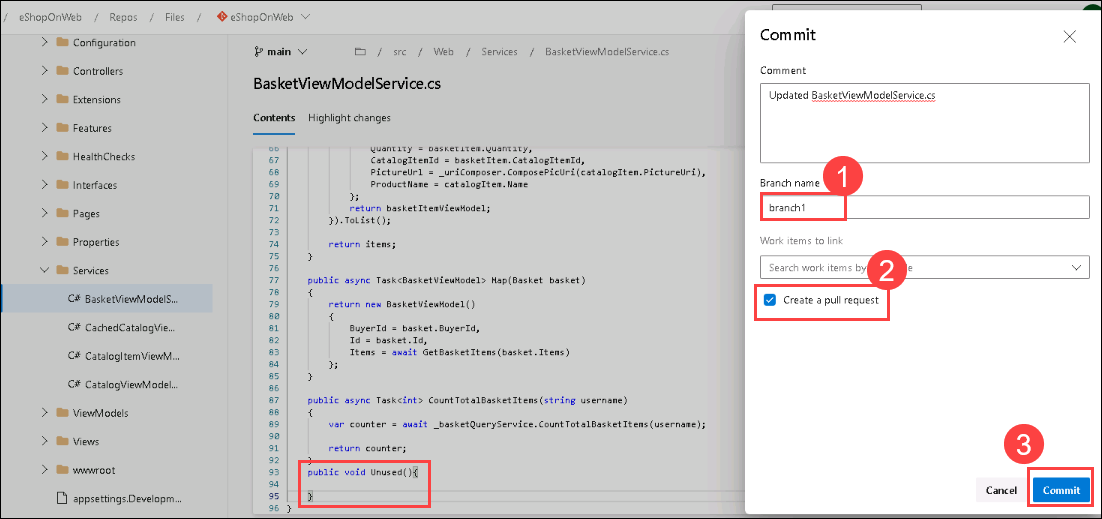 / eShopOnWeb / Repos / Files / eShopOnWeb
Configuration
Controllers
Extensions
Features
HealthChecks
Interfaces
Pages
Properties
Services
C# BasketViewModelS...
C# CachedCatalogVie...
C# CatalogItemViewM...
C# CatalogViewModel...
ViewModels
Views
wwwroot
appsettings.Developm...
main / src / Web / Services / BasketViewModelService.cs
BasketViewModelService.cs
Contents Highlight changes
66 Quantity = basketItem.Quantity,
67 CatalogItemId = basketItem.CatalogItemId,
68 PictureUrl = _uriComposer.ComposePicUri(catalogItem.PictureUri),
69 ProductName = catalogItem.Name
70 };
71 return basketItemViewModel;
72 }).ToList();
73
74 return items;
75 }
76
77 public async Task<BasketViewModel> Map(Basket basket)
78 {
79 return new BasketViewModel()
80 {
81 BuyerId = basket.BuyerId,
82 Id = basket.Id,
83 Items = await GetBasketItems(basket.Items)
84 };
85 }
86
87 public async Task<int> CountTotalBasketItems(string username)
88 {
89 var counter = await _basketQueryService.CountTotalBasketItems(username);
90
91 return counter;
92 }
93 public void Unused(){
94
95 }
96 }
Commit
Comment
Updated BasketViewModelService.cs
Branch name
1
branch1
Work items to link
Search work items by
2
Create a pull request
3
Cancel Commit